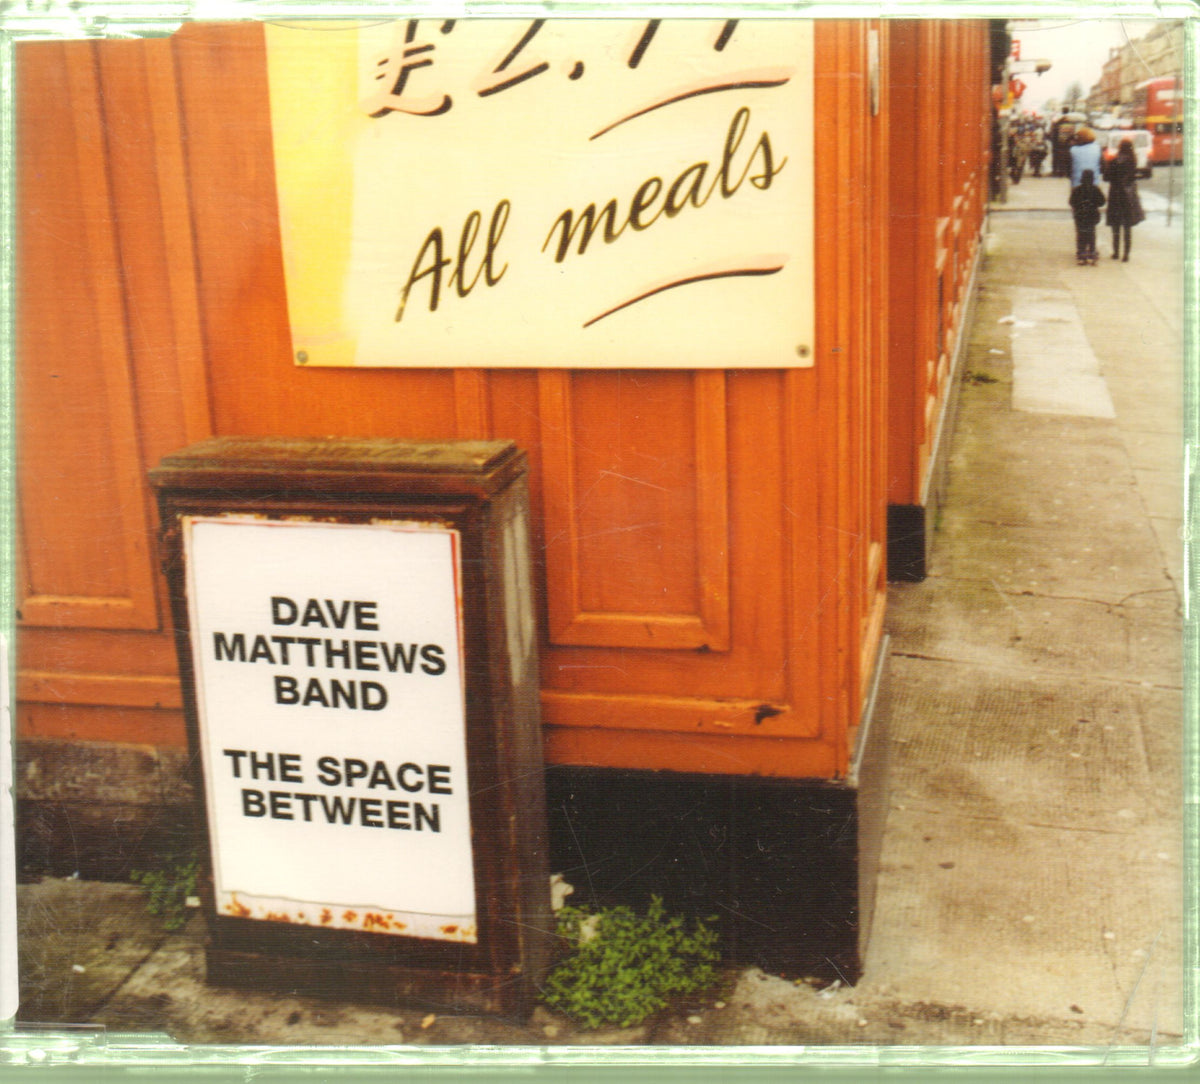 All meals
DAVE
MATTHEWS
BAND
THE SPACE
BETWEEN